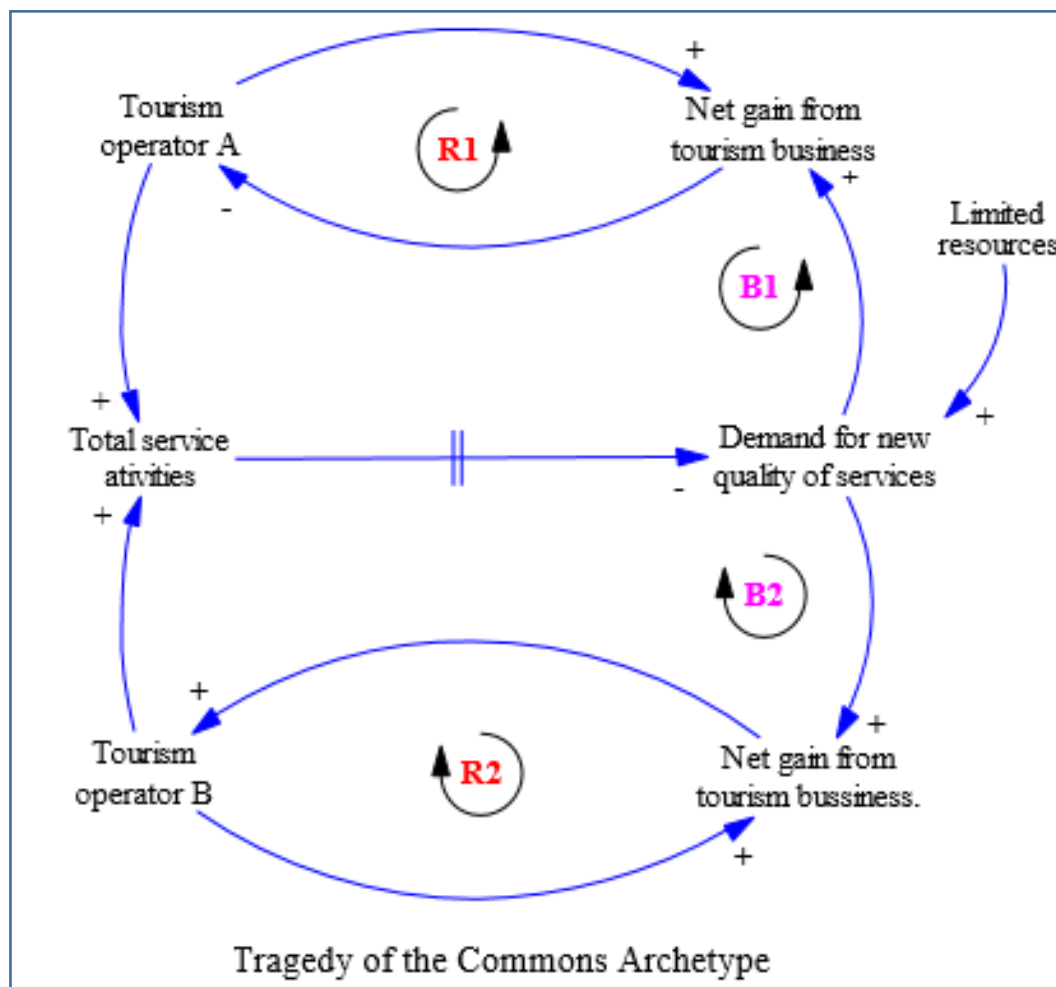 +
Tourism
operator A
Net gain from
tourism business
R1
-
+
Limited
resources
B1
+
+
Total service
ativities
Demand for new
quality of services
-
+
B2
+
+
Tourism
operator B
R2
Net gain from
tourism bussiness.
+
Tragedy of the Commons Archetype